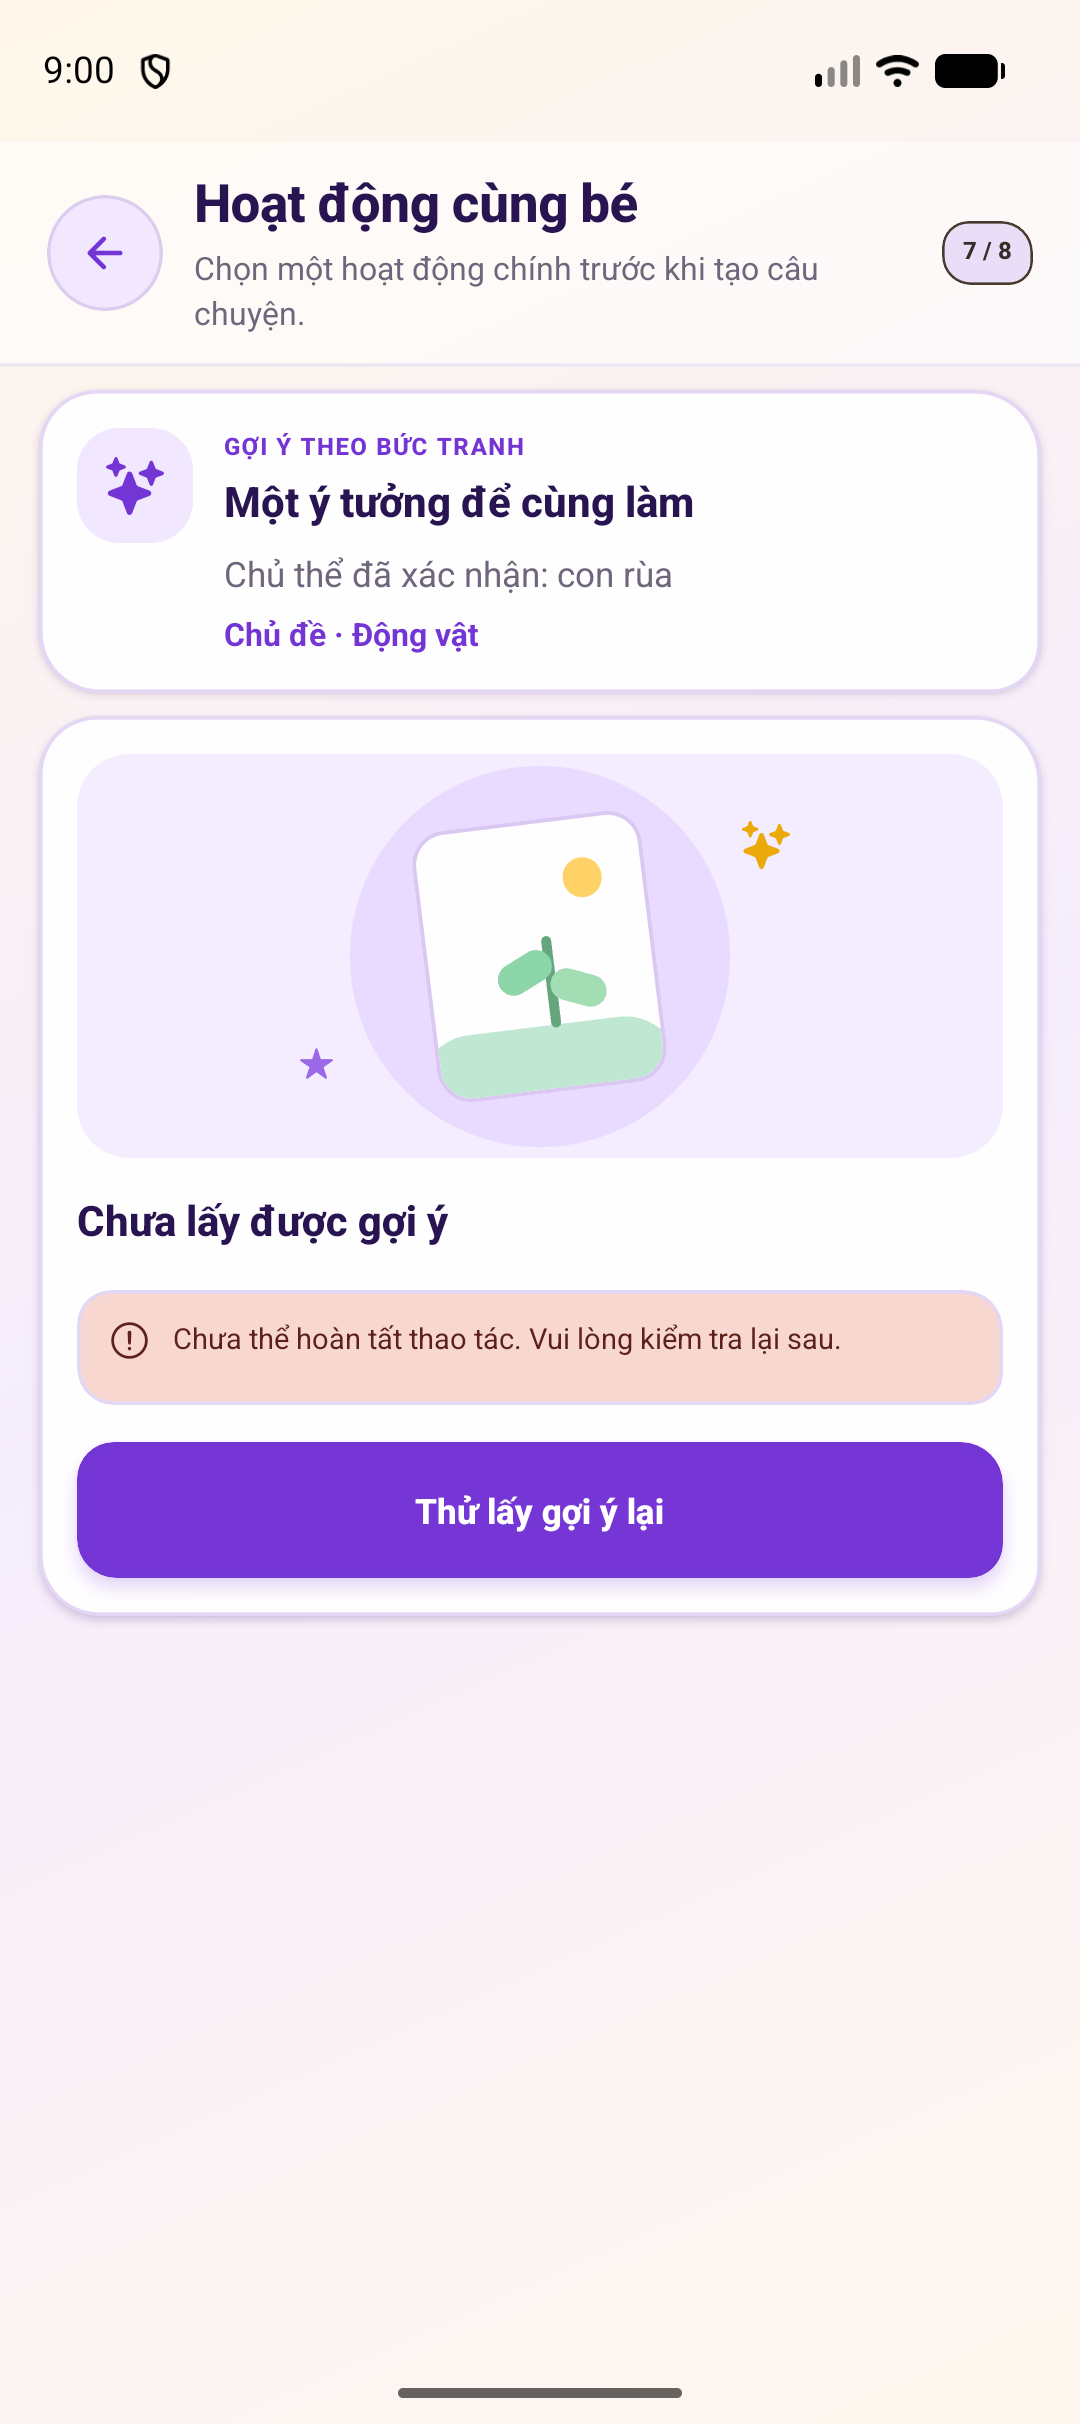 9:00
Hoạt động cùng bé
Chọn một hoạt động chính trước khi tạo câu
chuyện.
7 / 8
GỢI Ý THEO BỨC TRANH
Một ý tưởng để cùng làm
Chủ thể đã xác nhận: con rùa
Chủ đề · Động vật
Chưa lấy được gợi ý
Chưa thể hoàn tất thao tác. Vui lòng kiểm tra lại sau.
Thử lấy gợi ý lại